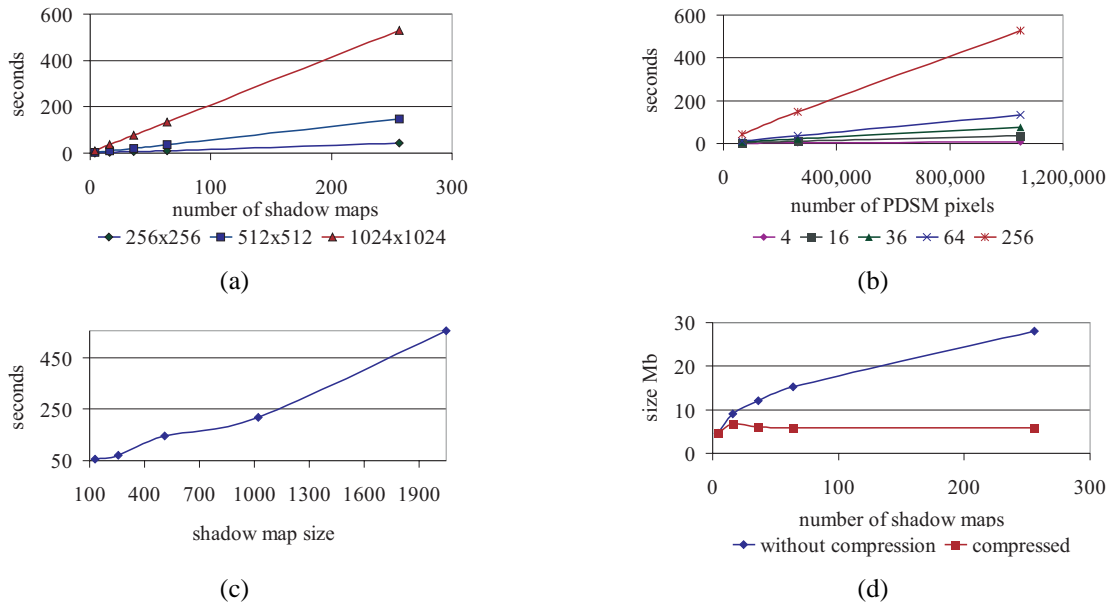 600
400
200
0
seconds
0 100 200 300
number of shadow maps
256x256 512x512 1024x1024
(a)
600
400
200
0
seconds
0 400,000 800,000 1,200,000
number of PDSM pixels
4 16 36 64 256
(b)
450
250
50
seconds
100 400 700 1000 1300 1600 1900
shadow map size
(c)
30
20
10
0
size Mb
0 100 200 300
number of shadow maps
without compression compressed
(d)